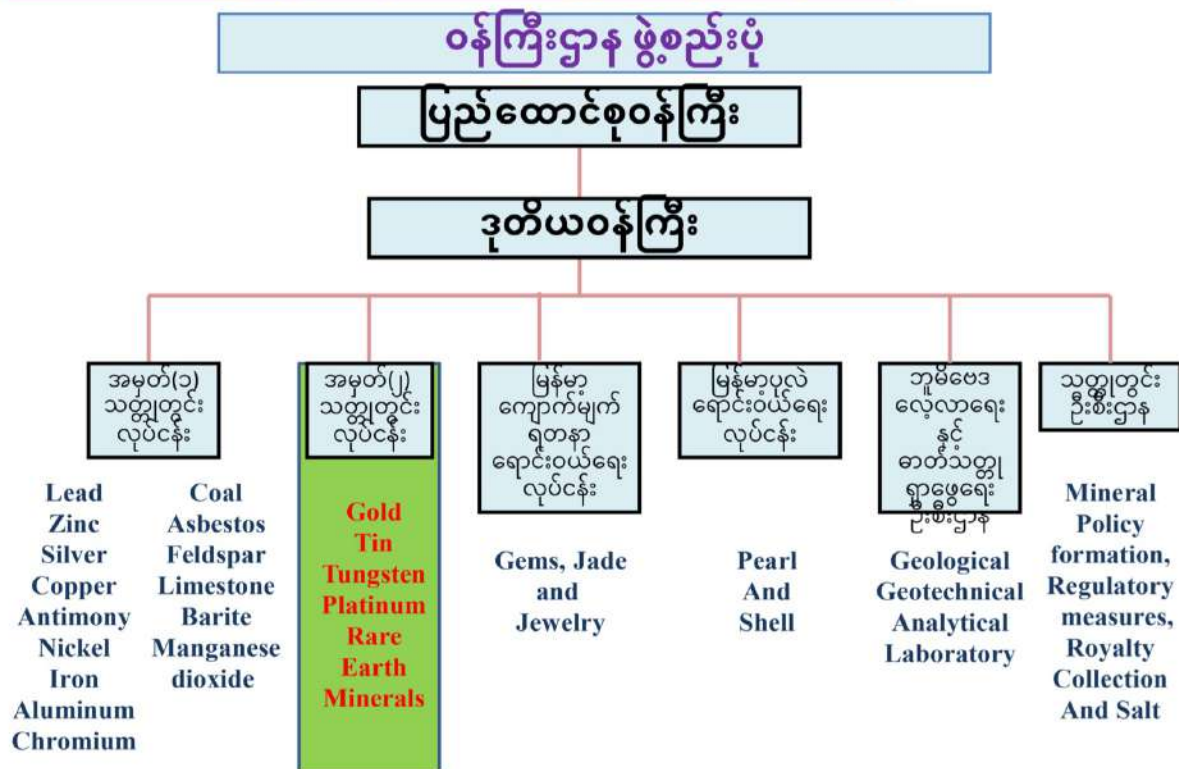 ဝန်ကြီးဌာန ဖွဲ့စည်းပုံ
ပြည်ထောင်စုဝန်ကြီး
ဒုတိယဝန်ကြီး
အမှတ်(၁)
သတ္တုတွင်း
လုပ်ငန်း
Lead
Zinc
Silver
Copper
Antimony
Nickel
Iron
Aluminum
Chromium
Coal
Asbestos
Feldspar
Limestone
Barite
Manganese
dioxide
အမှတ်(၂)
သတ္တုတွင်း
လုပ်ငန်း
Gold
Tin
Tungsten
Platinum
Rare
Earth
Minerals
မြန်မာ့
ကျောက်မျက်
ရတနာ
ရောင်းဝယ်ရေး
လုပ်ငန်း
Gems, Jade
and
Jewelry
မြန်မာ့ပုလဲ
ရောင်းဝယ်ရေး
လုပ်ငန်း
Pearl
And
Shell
ဘူမိဗေဒ
လေ့လာရေး
နှင့်
ဓာတ်သတ္တု
ရှာဖွေရေး
ဦးစီးဌာန
Geological
Geotechnical
Analytical
Laboratory
သတ္တုတွင်း
ဦးစီးဌာန
Mineral
Policy
formation,
Regulatory
measures,
Royalty
Collection
And Salt